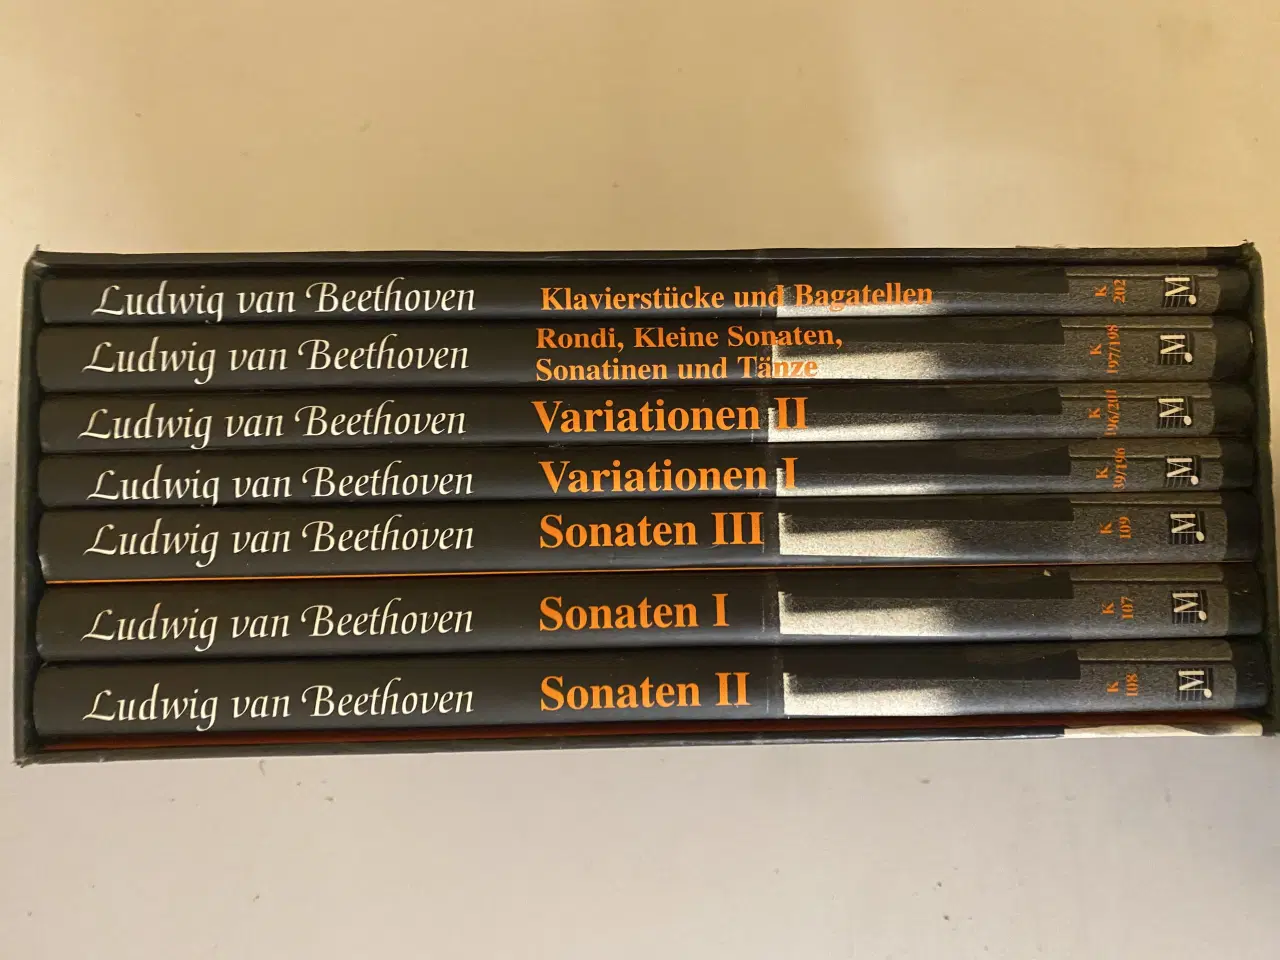 Ludwig van Beethoven Klavierstücke und Bagatellen K 202 M
Ludwig van Beethoven Rondi, Kleine Sonaten,
Sonatinen und Tänze K 197/198 M
Ludwig van Beethoven Variationen II K M
Ludwig van Beethoven Variationen I K M
Ludwig van Beethoven Sonaten III K 109 M
Ludwig van Beethoven Sonaten I K 107 M
Ludwig van Beethoven Sonaten II K 108 M